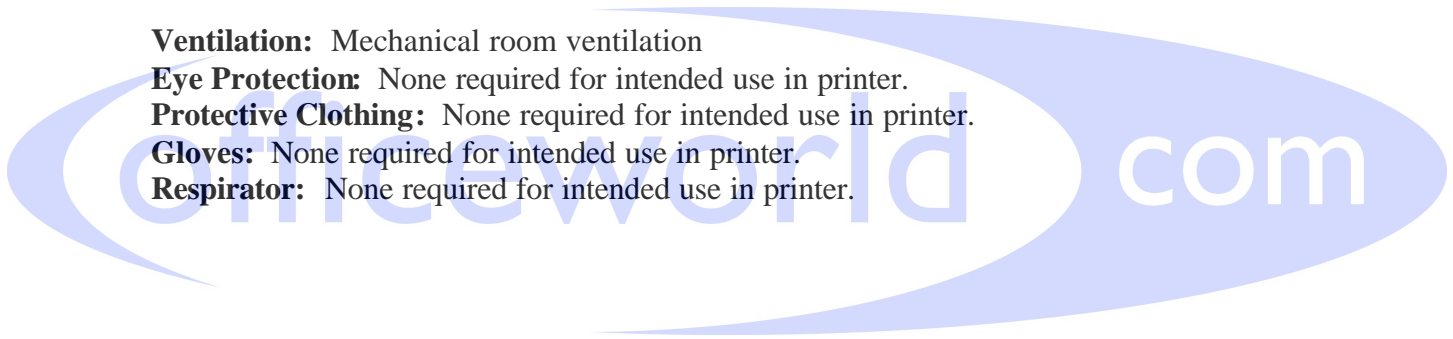 Ventilation: Mechanical room ventilation
Eye Protection: None required for intended use in printer.
Protective Clothing: None required for intended use in printer.
Gloves: None required for intended use in printer.
Respirator: None required for intended use in printer.
officeworld com